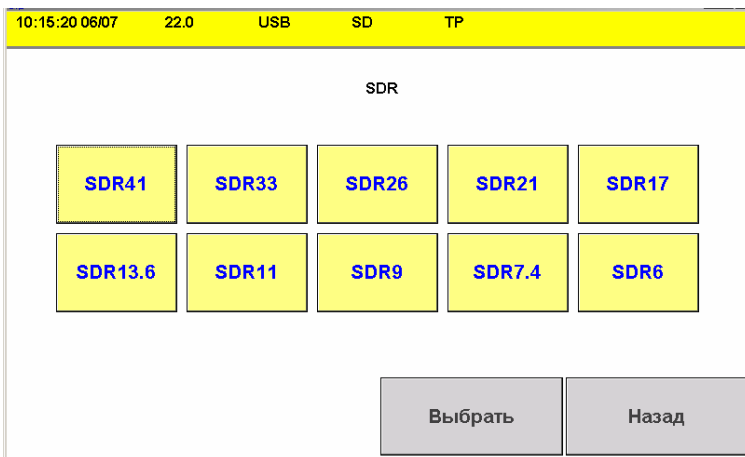 10:15:20 06/07 22.0 USB SD TP
SDR
SDR41 SDR33 SDR26 SDR21 SDR17
SDR13.6 SDR11 SDR9 SDR7.4 SDR6
Выбрать Назад